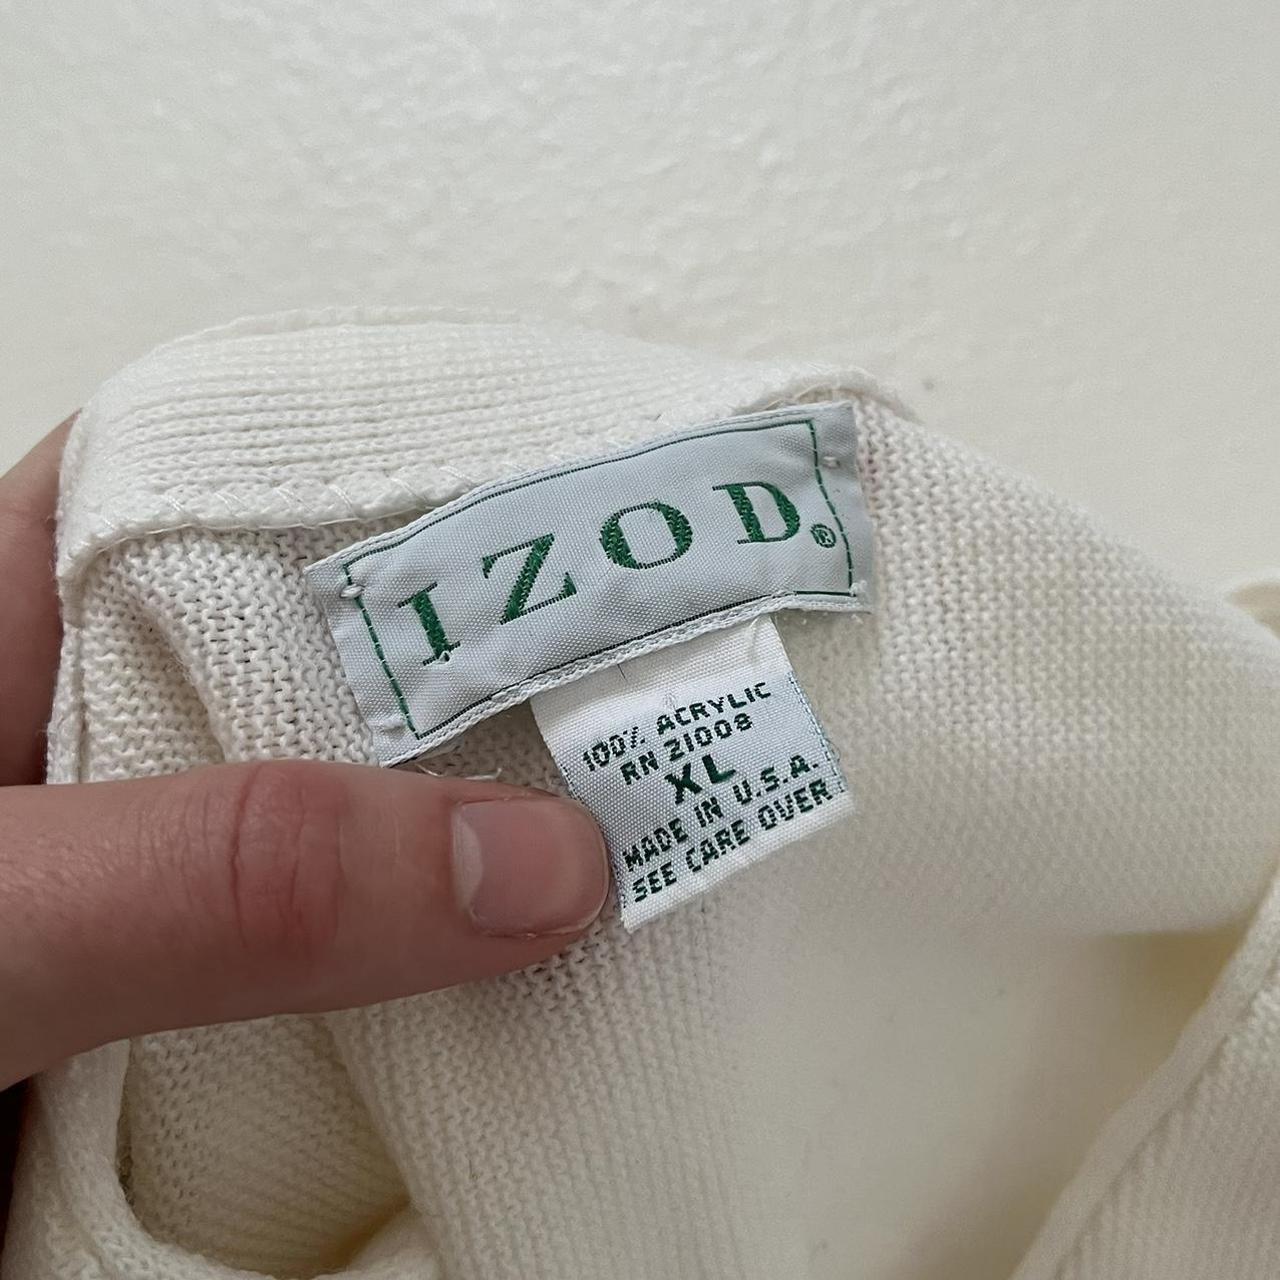 IZOD®
100% ACRYLIC
RN 21008
XL
MADE IN U.S.A.
SEE CARE OVER